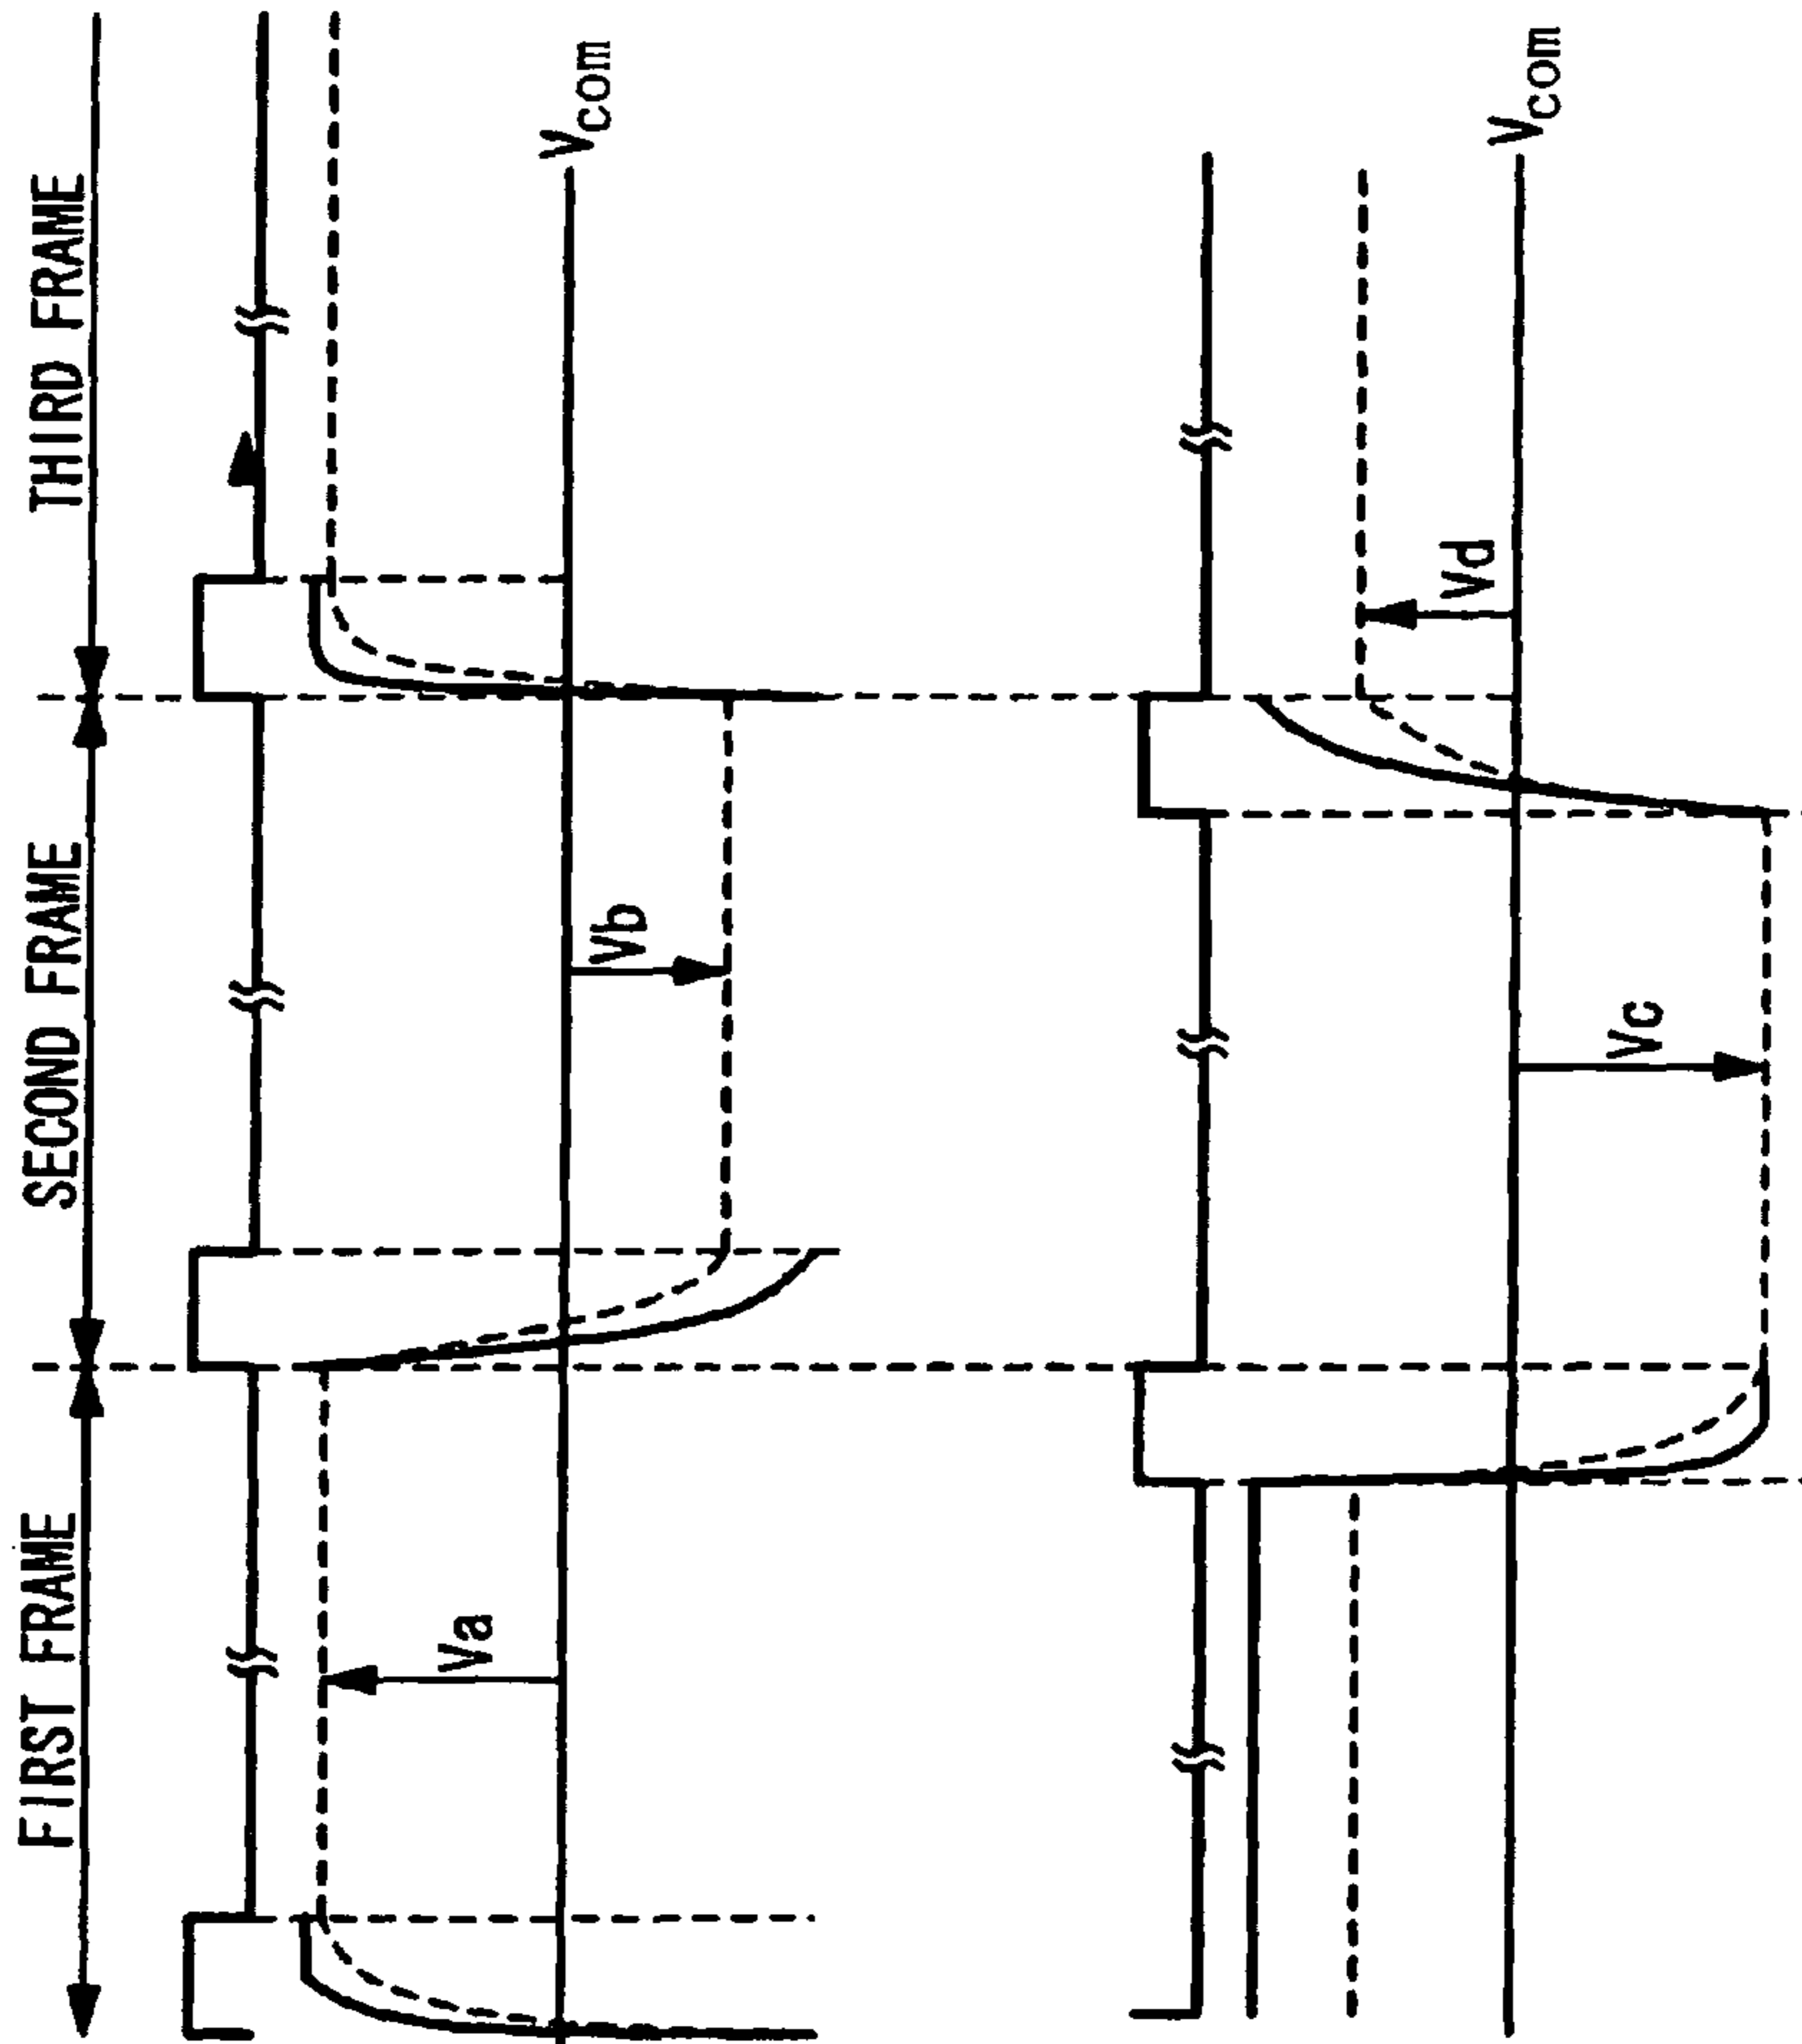 FIRST FRAME
SECOND FRAME
THIRD FRAME
Va
Vb
Vcom
Vc
Vd
Vcom